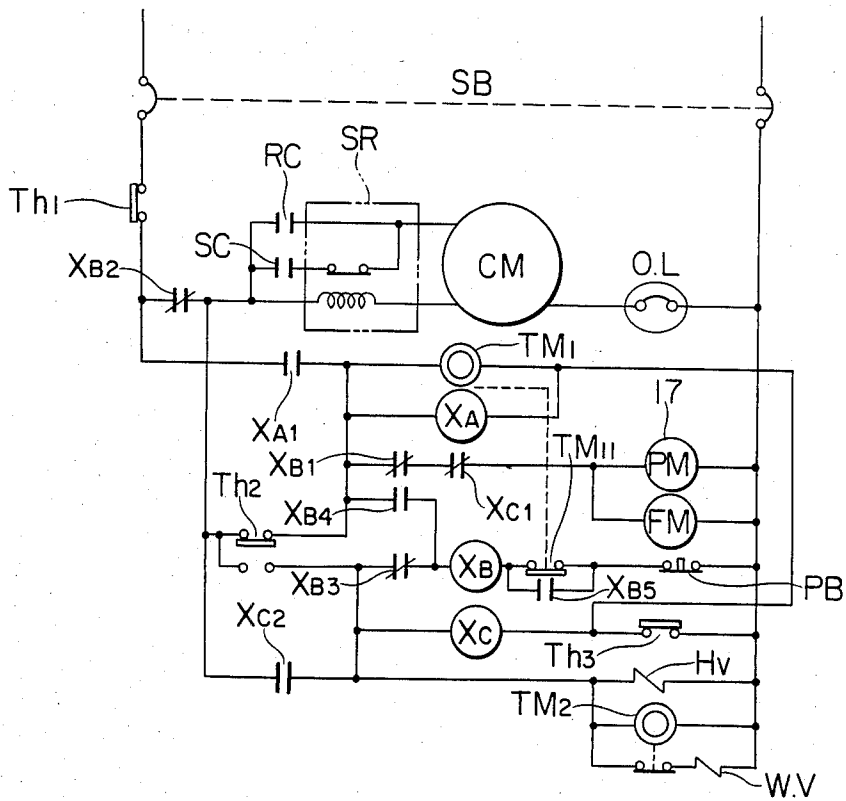 SB
SR
RC
Th1
SC
XB2
CM
O.L
TM1
XA1
XA
17
XB1
TM11
PM
XC1
Th2
XB4
FM
XB3
XB
XB5
PB
XC2
XC
Th3
HV
TM2
W.V